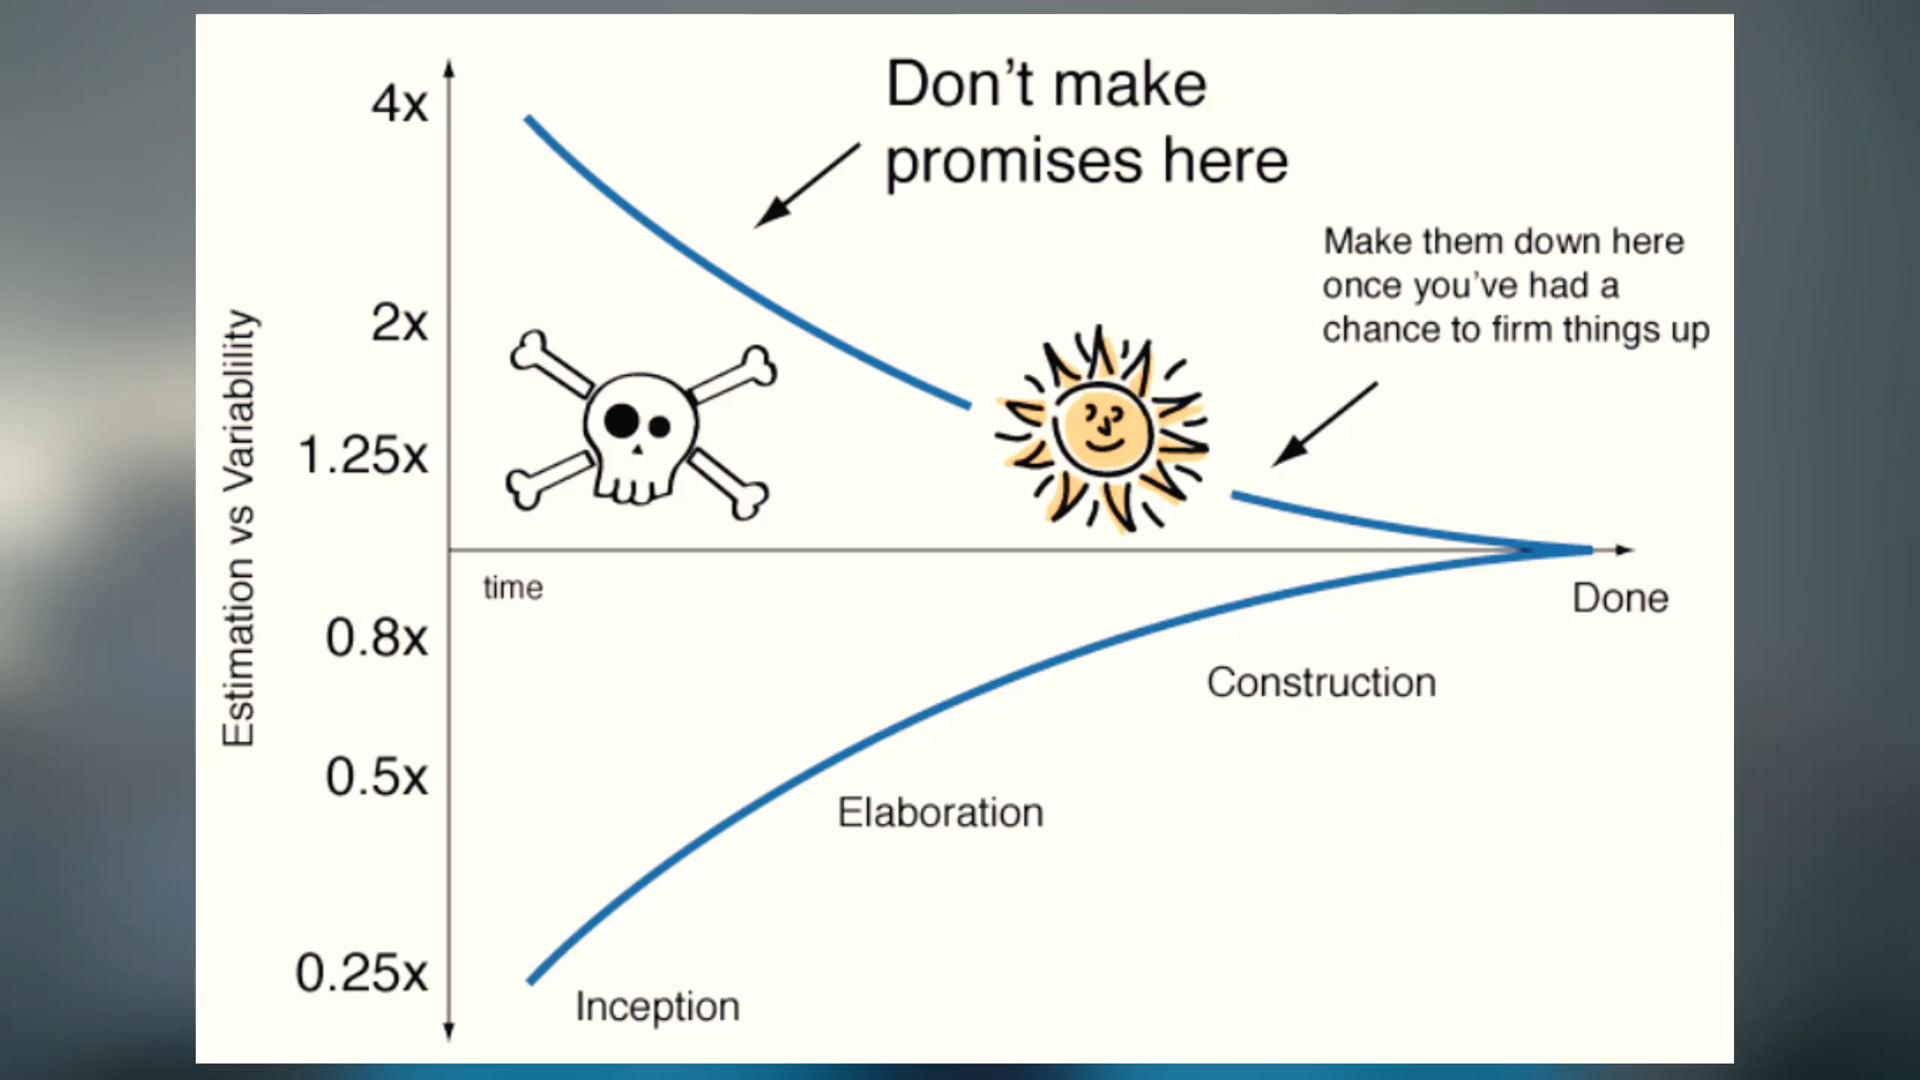 Don't make
promises here
Make them down here
once you've had a
chance to firm things up
Estimation vs Variability
4x
2x
1.25x
0.8x
0.5x
0.25x
time
Done
Construction
Elaboration
Inception